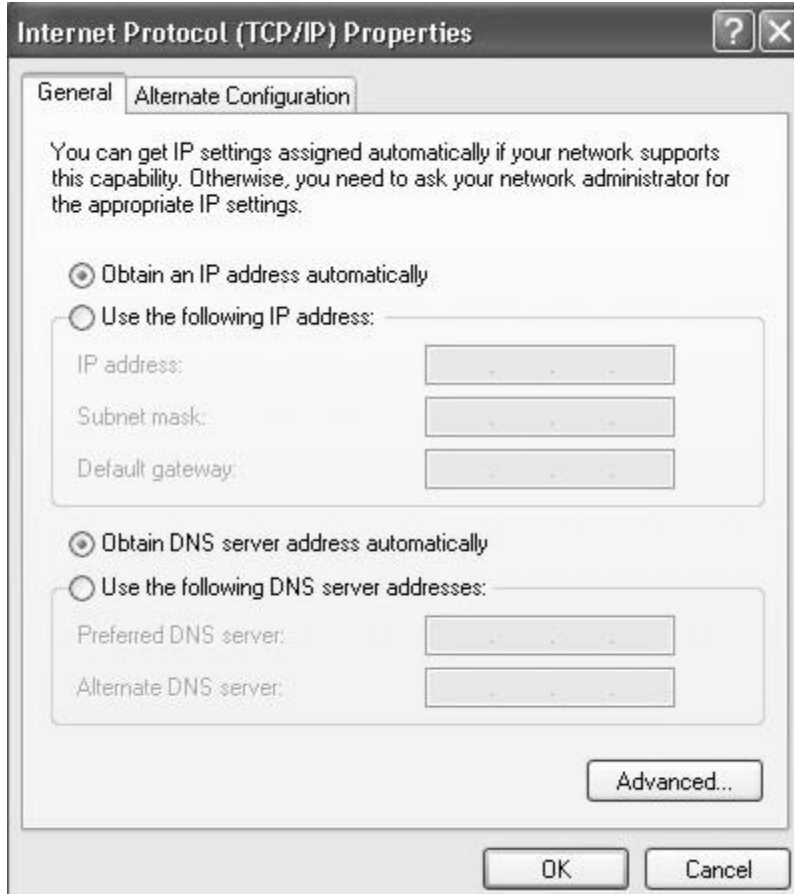 Internet Protocol (TCP/IP) Properties
General
Alternate Configuration
You can get IP settings assigned automatically if your network supports
this capability. Otherwise, you need to ask your network administrator for
the appropriate IP settings.
Obtain an IP address automatically
Use the following IP address:
IP address:
Subnet mask:
Default gateway:
Obtain DNS server address automatically
Use the following DNS server addresses:
Preferred DNS server:
Alternate DNS server:
Advanced...
OK
Cancel